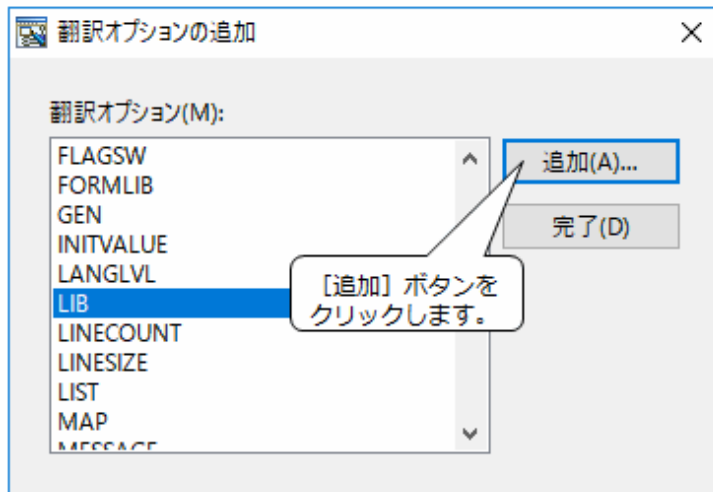 翻訳オプションの追加
翻訳オプション(M):
FLAGSW
FORMLIB
GEN
INITVALUE
LANGLVL
LIB
LINECOUNT
LINESIZE
LIST
MAP
MESSAGE
追加(A)...
完了(D)
［追加］ボタンを
クリックします。